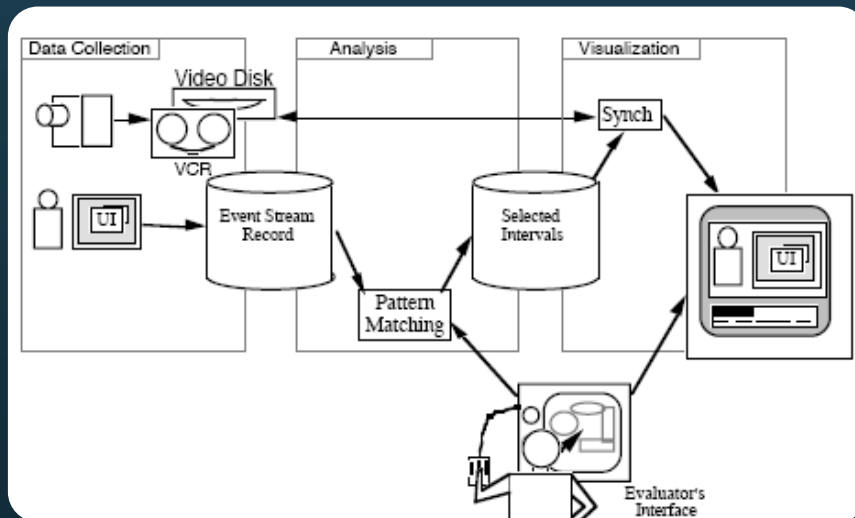 Data Collection
Analysis
Visualization
Video Disk
VCR
Synch
UI
Event Stream
Record
Selected
Intervals
UI
Pattern
Matching
Evaluator's
Interface